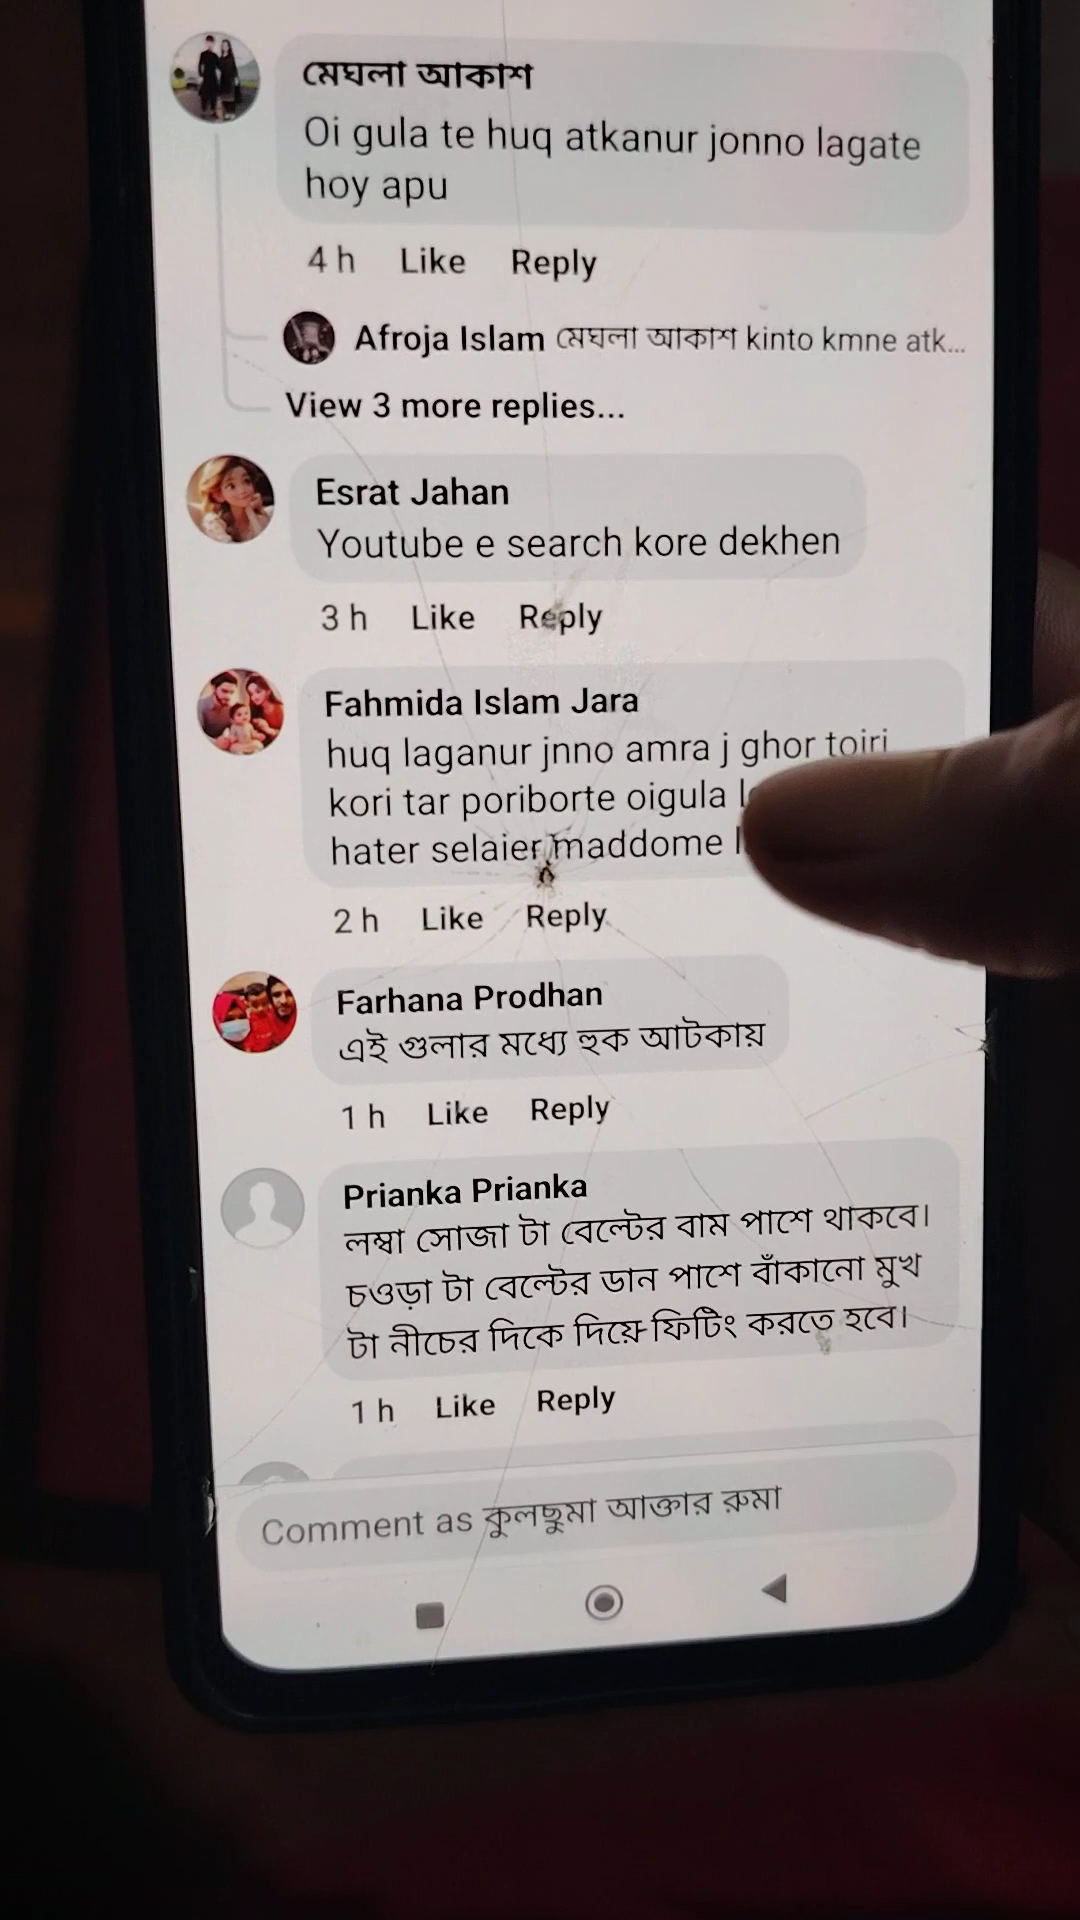 মেঘলা আকাশ
Oi gula te huq atkanur jonno lagate
hoy apu
4 h Like Reply
Afroja Islam মেঘলা আকাশ kinto kmne atk...
View 3 more replies...
Esrat Jahan
Youtube e search kore dekhen
3 h Like Reply
Fahmida Islam Jara
huq laganur jnno amra j ghor toiri
kori tar poriborte oigula
hater selaier maddome
2 h Like Reply
Farhana Prodhan
এই গুলার মধ্যে হুক আটকায়
1 h Like Reply
Prianka Prianka
লম্বা সোজা টা বেল্টের বাম পাশে থাকবে।
চওড়া টা বেল্টের ডান পাশে বাঁকানো মুখ
টা নীচের দিকে দিয়ে ফিটিং করতে হবে।
1 h Like Reply
Comment as কুলছুমা আক্তার রুমা